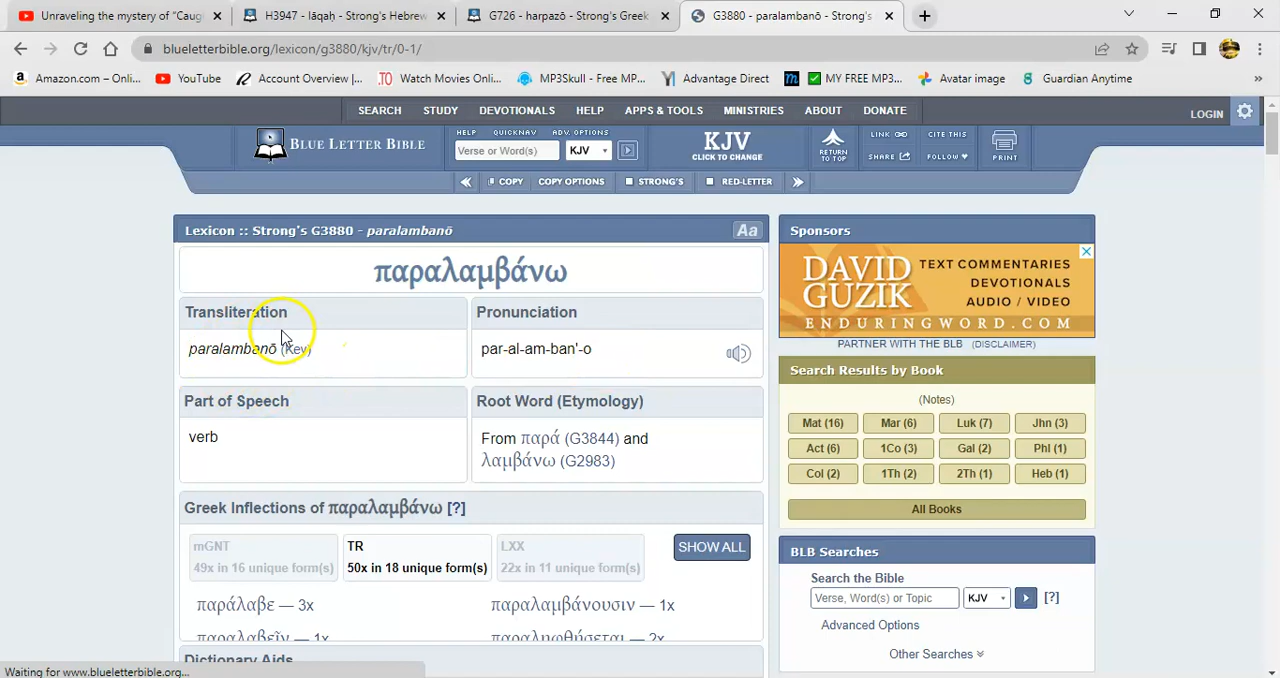 Unraveling the mystery of “Caug
H3947 - lāqaḥ - Strong's Hebrew
G726 - harpazō - Strong's Greek
G3880 - paralambanō - Strong's
blueletterbible.org/lexicon/g3880/kjv/tr/0-1/
Amazon.com – Onli...
YouTube
Account Overview |...
Watch Movies Onlin...
MP3Skull - Free MP...
Advantage Direct
MY FREE MP3...
Avatar image
Guardian Anytime
»
SEARCH STUDY DEVOTIONALS HELP APPS & TOOLS MINISTRIES ABOUT DONATE
LOGIN
BLUE LETTER BIBLE
HELP QUICKNAV ADV. OPTIONS
Verse or Word(s) KJV
KJV
CLICK TO CHANGE
RETURN
TO TOP
LINK
SHARE
CITE THIS
FOLLOW
PRINT
COPY COPY OPTIONS STRONG'S RED-LETTER
Lexicon :: Strong's G3880 - paralambanō
Aa
παραλαμβάνω
Transliteration
paralambanō (Key)
Pronunciation
par-al-am-ban'-o
Part of Speech
verb
Root Word (Etymology)
From παρά (G3844) and
λαμβάνω (G2983)
Greek Inflections of παραλαμβάνω [?]
mGNT
49x in 16 unique form(s)
TR
50x in 18 unique form(s)
LXX
22x in 11 unique form(s)
SHOW ALL
παράλαβε — 3x
παραλαμβάνουσιν — 1x
παραλαβεῖν — 1x
παραληφθήσεται — 2x
Dictionary Aids
Sponsors
DAVID
GUZIK
TEXT COMMENTARIES
DEVOTIONALS
AUDIO / VIDEO
ENDURINGWORD.COM
PARTNER WITH THE BLB (DISCLAIMER)
Search Results by Book
(Notes)
Mat (16) Mar (6) Luk (7) Jhn (3)
Act (6) 1Co (3) Gal (2) Phl (1)
Col (2) 1Th (2) 2Th (1) Heb (1)
All Books
BLB Searches
Search the Bible
Verse, Word(s) or Topic KJV [?]
Advanced Options
Other Searches
Waiting for www.blueletterbible.org...